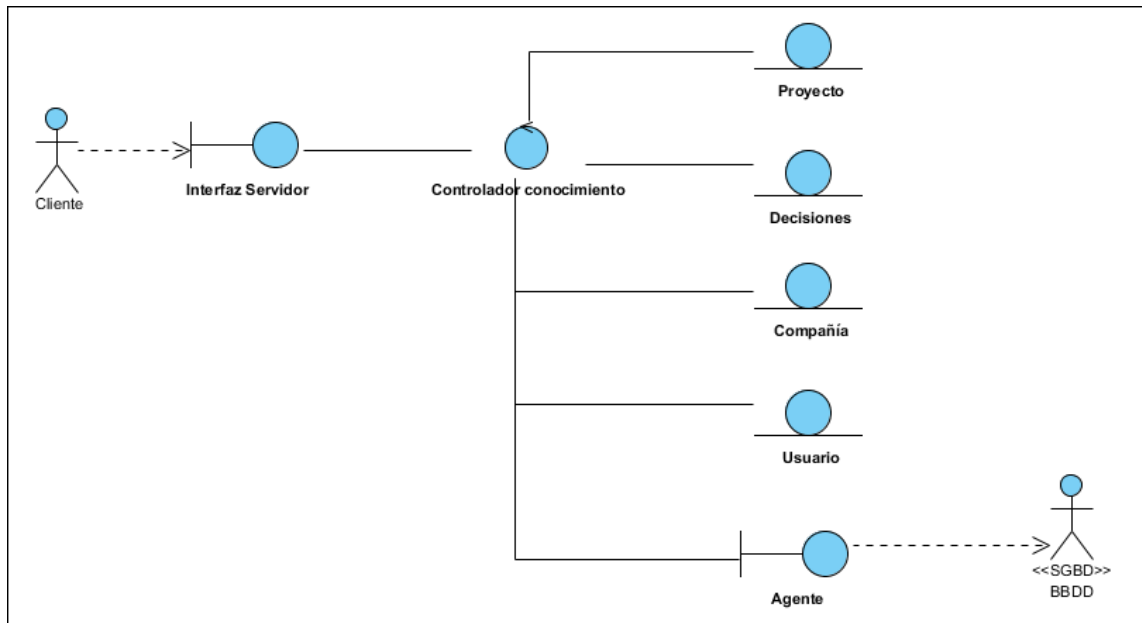 Proyecto
Cliente
Interfaz Servidor
Controlador conocimiento
Decisiones
Compañía
Usuario
Agente
<<SGBD>>
BBDD